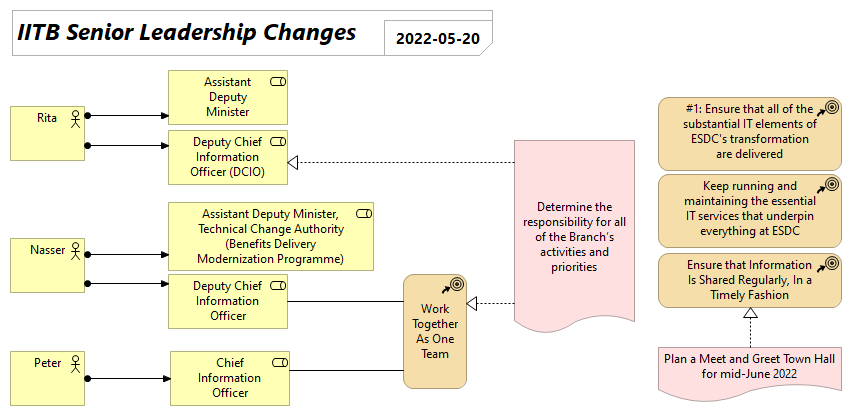 IITB Senior Leadership Changes
2022-05-20
Rita
Assistant
Deputy
Minister
Deputy Chief
Information
Officer (DCIO)
Nasser
Assistant Deputy Minister,
Technical Change Authority
(Benefits Delivery
Modernization Programme)
Deputy Chief
Information
Officer
Peter
Chief
Information
Officer
Work
Together
As One
Team
Determine the
responsibility for all
of the Branch's
activities and
priorities
#1: Ensure that all of the
substantial IT elements of
ESDC's transformation
are delivered
Keep running and
maintaining the essential
IT services that underpin
everything at ESDC
Ensure that Information
Is Shared Regularly, In a
Timely Fashion
Plan a Meet and Greet Town Hall
for mid-June 2022